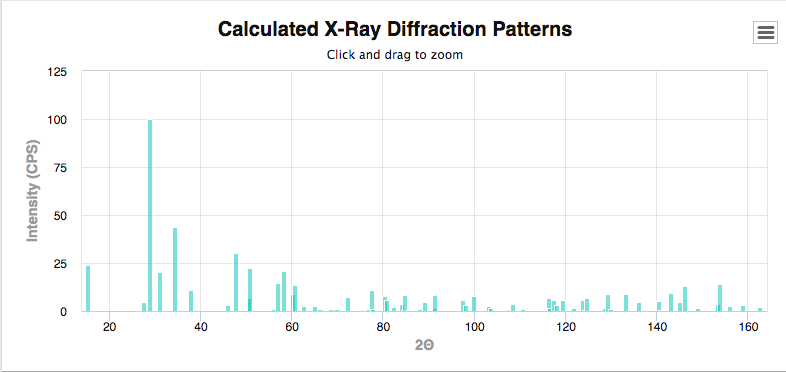 Calculated X-Ray Diffraction Patterns
Click and drag to zoom
Intensity (CPS)
125
100
75
50
25
0
20 40 60 80 100 120 140 160
2Θ